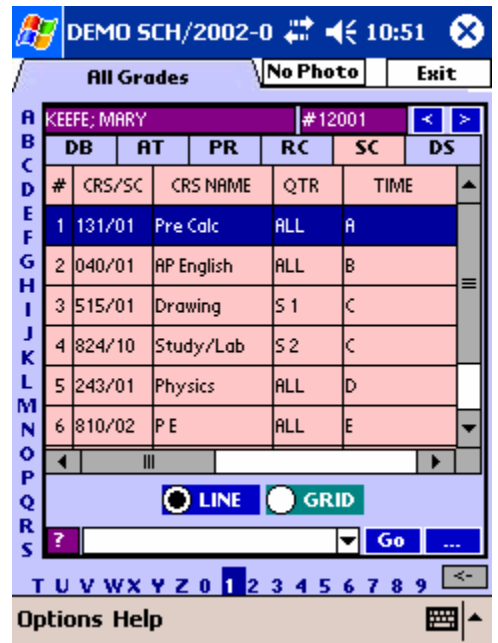 DEMO SCH/2002-0 10:51
All Grades No Photo Exit
KEEFE; MARY #12001 < >
DB AT PR RC SC DS
# CRS/SC CRS NAME QTR TIME
1 131/01 Pre Calc ALL A
2 040/01 AP English ALL B
3 515/01 Drawing S 1 C
4 824/10 Study/Lab S 2 C
5 243/01 Physics ALL D
6 810/02 P E ALL E
LINE GRID
? Go ...
A
B
C
D
E
F
G
H
I
J
K
L
M
N
O
P
Q
R
S
T U V W X Y Z 0 1 2 3 4 5 6 7 8 9 <-
Options Help